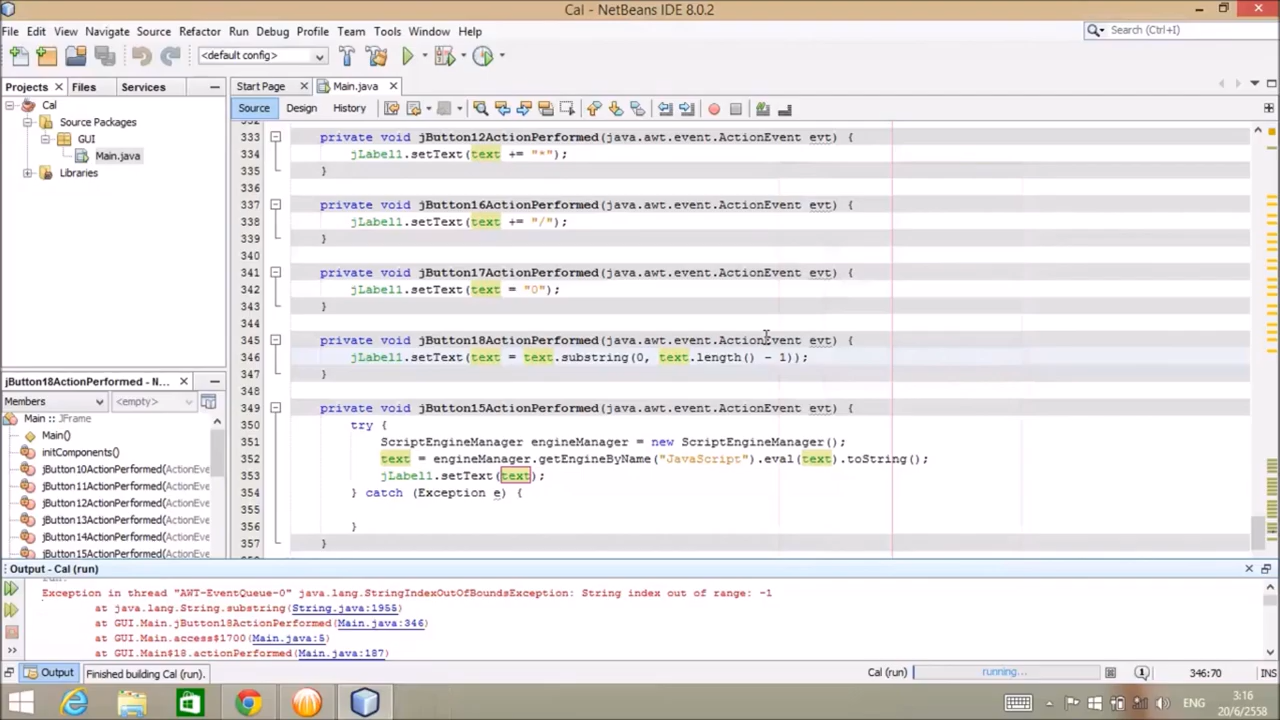 Cal - NetBeans IDE 8.0.2
File Edit View Navigate Source Refactor Run Debug Profile Team Tools Window Help
Search (Ctrl+I)
<default config>
Projects Files Services
Start Page Main.java
Source Design History
Cal
Source Packages
GUI
Main.java
Libraries
332
333 private void jButton12ActionPerformed(java.awt.event.ActionEvent evt) {
334 jLabel1.setText(text += "*");
335 }
336
337 private void jButton16ActionPerformed(java.awt.event.ActionEvent evt) {
338 jLabel1.setText(text += "/");
339 }
340
341 private void jButton17ActionPerformed(java.awt.event.ActionEvent evt) {
342 jLabel1.setText(text = "0");
343 }
344
345 private void jButton18ActionPerformed(java.awt.event.ActionEvent evt) {
346 jLabel1.setText(text = text.substring(0, text.length() - 1));
347 }
348
349 private void jButton15ActionPerformed(java.awt.event.ActionEvent evt) {
350 try {
351 ScriptEngineManager engineManager = new ScriptEngineManager();
352 text = engineManager.getEngineByName("JavaScript").eval(text).toString();
353 jLabel1.setText(text);
354 } catch (Exception e) {
355
356 }
357 }
jButton18ActionPerformed - N...
Members <empty>
Main :: JFrame
Main()
initComponents()
jButton10ActionPerformed(ActionEve
jButton11ActionPerformed(ActionEve
jButton12ActionPerformed(ActionEve
jButton13ActionPerformed(ActionEve
jButton14ActionPerformed(ActionEve
jButton15ActionPerformed(ActionEve
Output - Cal (run)
run:
Exception in thread "AWT-EventQueue-0" java.lang.StringIndexOutOfBoundsException: String index out of range: -1
at java.lang.String.substring(String.java:1955)
at GUI.Main.jButton18ActionPerformed(Main.java:346)
at GUI.Main.access$1700(Main.java:5)
at GUI.Main$18.actionPerformed(Main.java:187)
Output Finished building Cal (run). Cal (run) running... 1 346:70 INS
ENG 3:16
20/6/2558